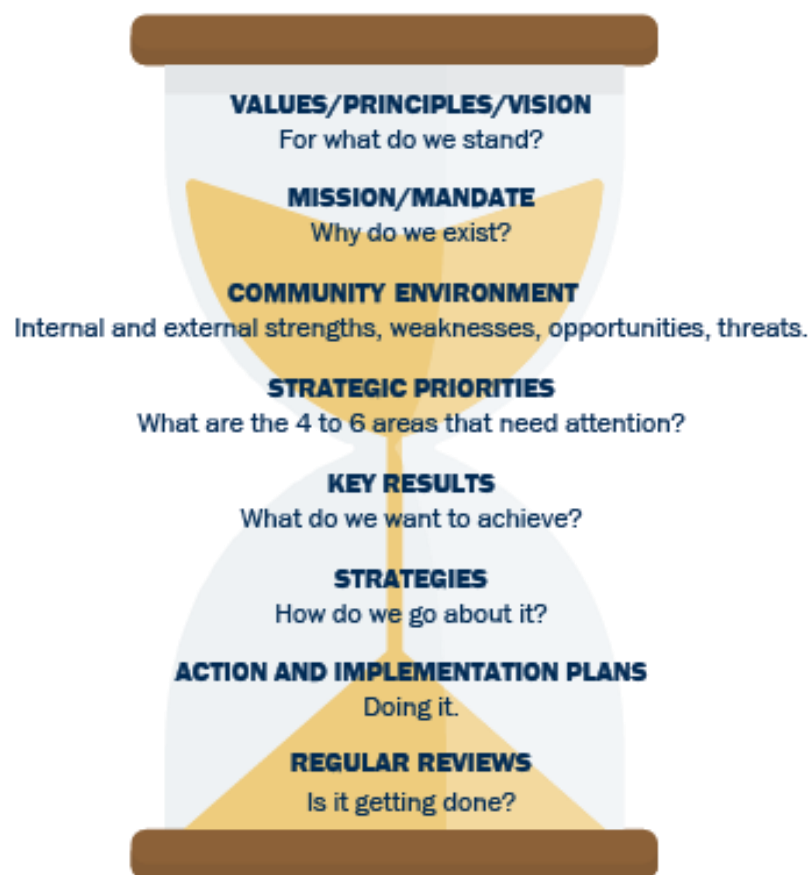 VALUES/PRINCIPLES/VISION
For what do we stand?
MISSION/MANDATE
Why do we exist?
COMMUNITY ENVIRONMENT
Internal and external strengths, weaknesses, opportunities, threats.
STRATEGIC PRIORITIES
What are the 4 to 6 areas that need attention?
KEY RESULTS
What do we want to achieve?
STRATEGIES
How do we go about it?
ACTION AND IMPLEMENTATION PLANS
Doing it.
REGULAR REVIEWS
Is it getting done?